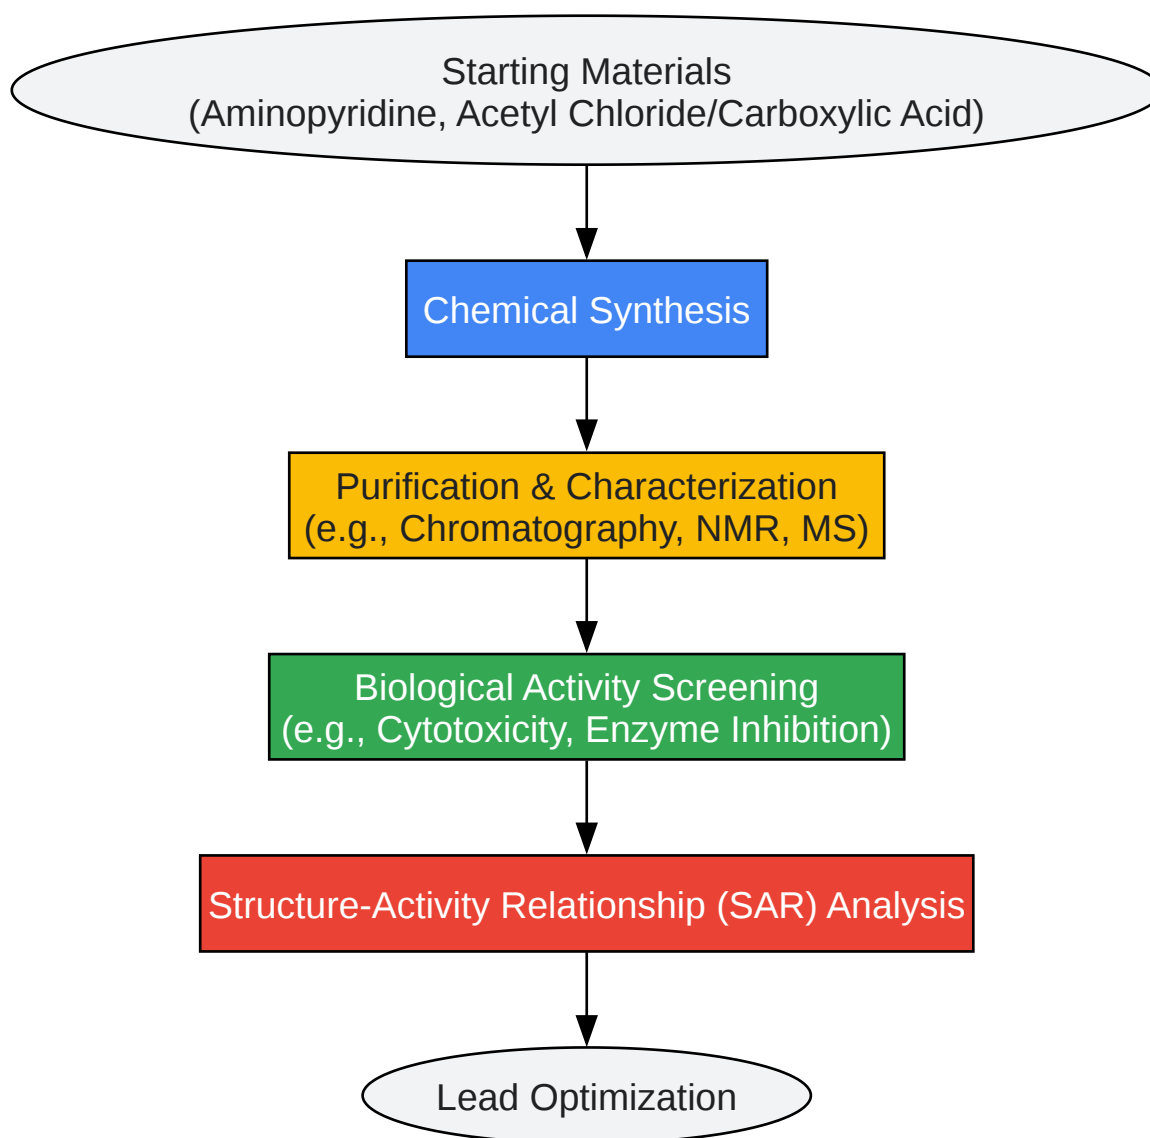 Starting Materials
(Aminopyridine, Acetyl Chloride/Carboxylic Acid)
Chemical Synthesis
Purification & Characterization
(e.g., Chromatography, NMR, MS)
Biological Activity Screening
(e.g., Cytotoxicity, Enzyme Inhibition)
Structure-Activity Relationship (SAR) Analysis
Lead Optimization